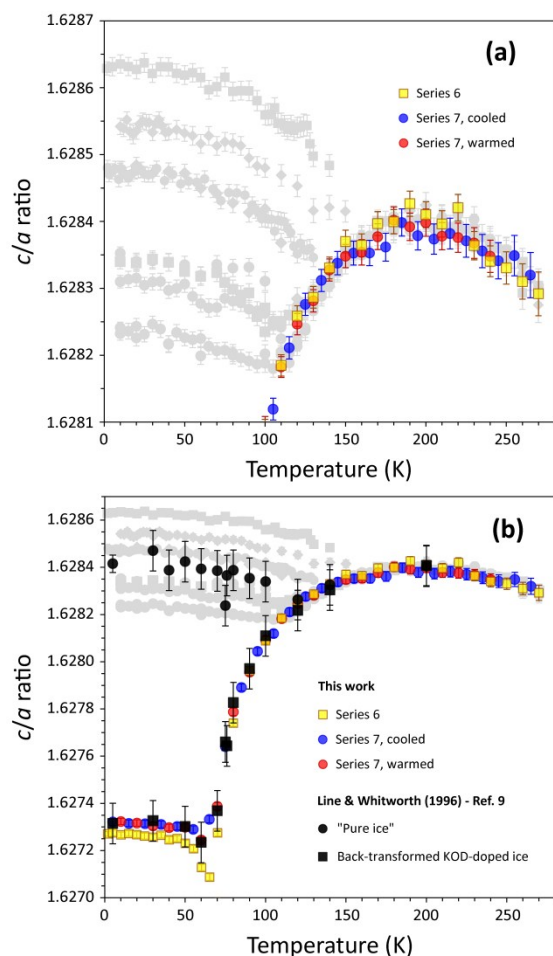 1.6287
(a)
1.6286
Series 6
Series 7, cooled
1.6285
Series 7, warmed
1.6284
c/a ratio
1.6283
1.6282
1.6281
0 50 100 150 200 250
Temperature (K)
1.6286
(b)
1.6284
1.6282
1.6280
c/a ratio
This work
1.6278
Series 6
Series 7, cooled
1.6276
Series 7, warmed
Line & Whitworth (1996) - Ref. 9
1.6274
"Pure ice"
1.6272
Back-transformed KOD-doped ice
1.6270
0 50 100 150 200 250
Temperature (K)